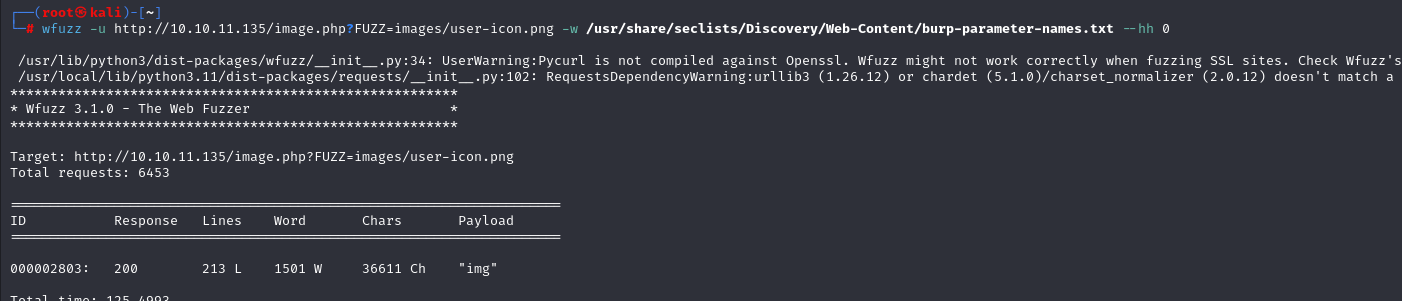 ┌──(root㉿kali)-[~]
└─# wfuzz -u http://10.10.11.135/image.php?FUZZ=images/user-icon.png -w /usr/share/seclists/Discovery/Web-Content/burp-parameter-names.txt --hh 0
/usr/lib/python3/dist-packages/wfuzz/__init__.py:34: UserWarning:Pycurl is not compiled against Openssl. Wfuzz might not work correctly when fuzzing SSL sites. Check Wfuzz's
/usr/local/lib/python3.11/dist-packages/requests/__init__.py:102: RequestsDependencyWarning:urllib3 (1.26.12) or chardet (5.1.0)/charset_normalizer (2.0.12) doesn't match a
********************************************************
* Wfuzz 3.1.0 - The Web Fuzzer                         *
********************************************************
Target: http://10.10.11.135/image.php?FUZZ=images/user-icon.png
Total requests: 6453
=====================================================================
ID           Response   Lines    Word       Chars       Payload
=====================================================================
000002803:   200        213 L    1501 W     36611 Ch    "img"
Total time: 125.4993